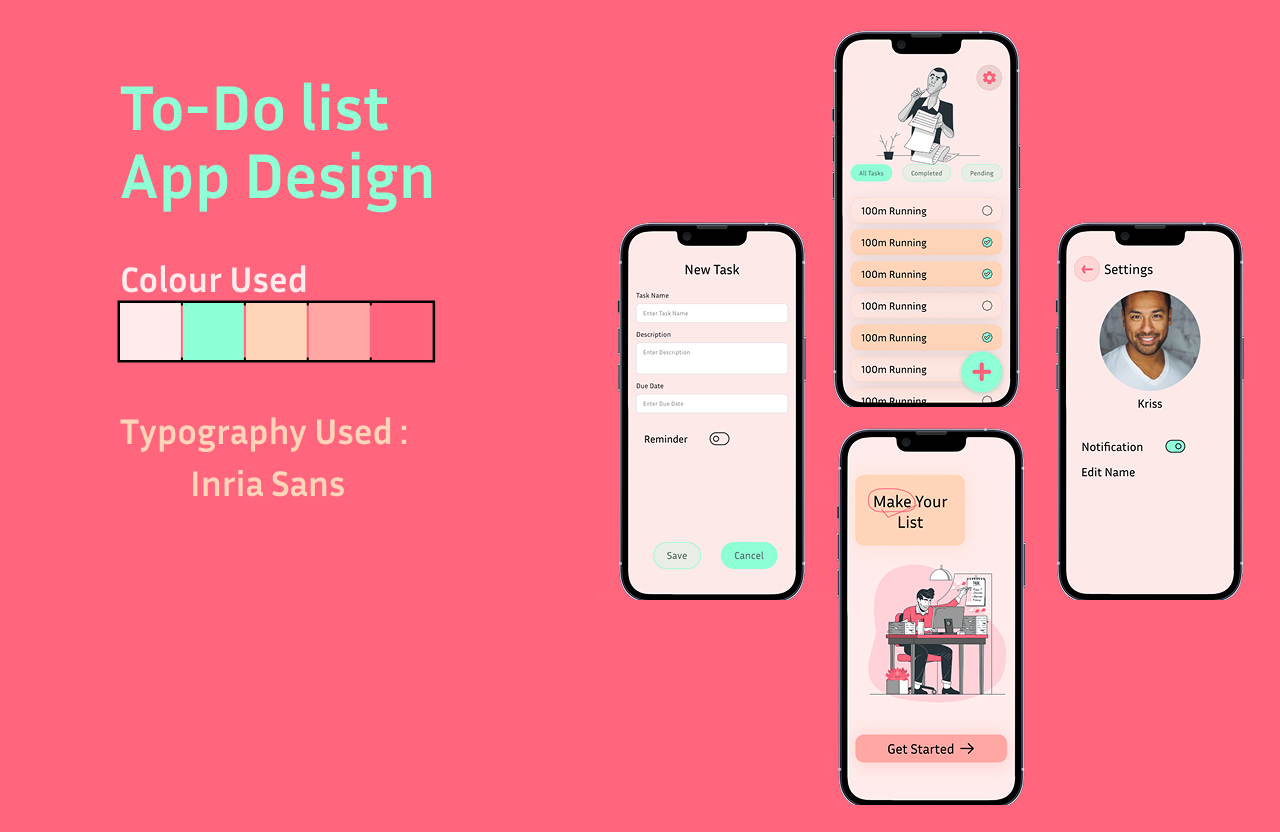 To-Do list
App Design
Colour Used
Typography Used :
Inria Sans
New Task
Task Name
Enter Task Name
Description
Enter Description
Due Date
Enter Due Date
Reminder
Save
Cancel
All Tasks
Completed
Pending
100m Running
100m Running
100m Running
100m Running
100m Running
100m Running
100m Running
Make Your
List
TASK
Get Started
Settings
Kriss
Notification
Edit Name